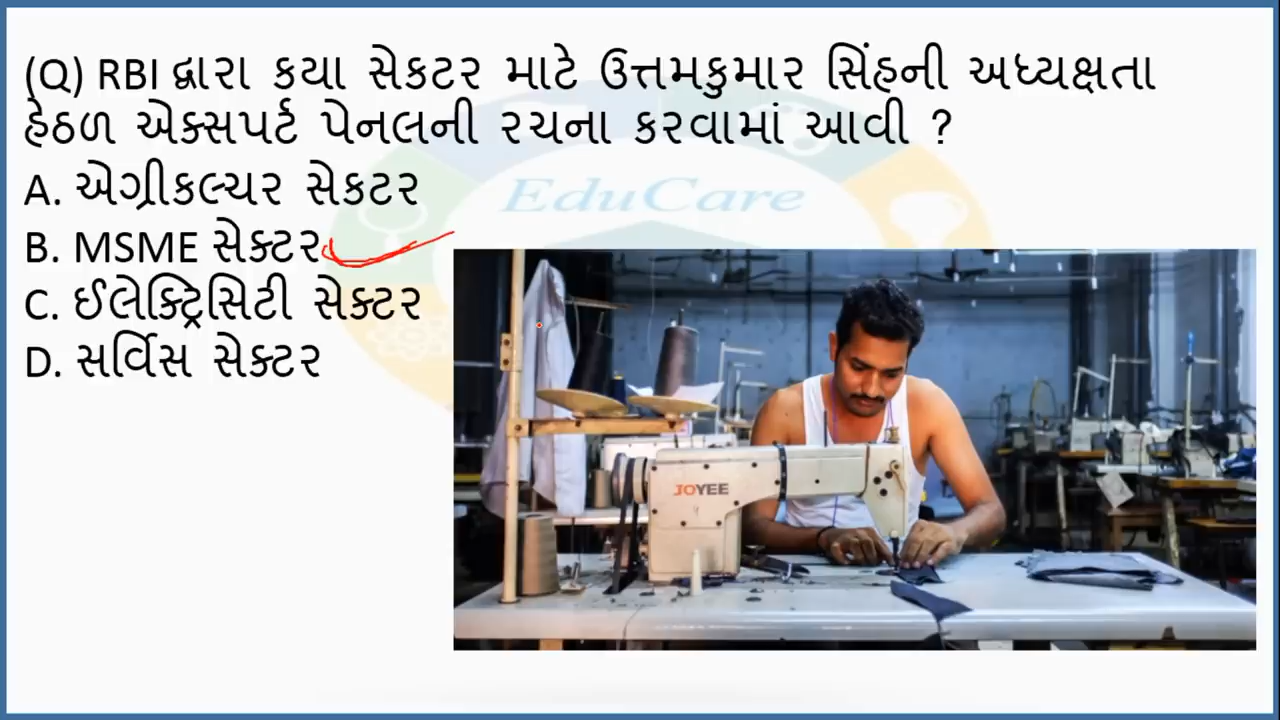 (Q) RBI દ્વારા કયા સેકટર માટે ઉત્તમકુમાર સિંહની અધ્યક્ષતા
હેઠળ એક્સપર્ટ પેનલની રચના કરવામાં આવી ?
A. એગ્રીકલ્ચર સેકટર
EduCare
B. MSME સેક્ટર
C. ઈલેક્ટ્રિસિટી સેક્ટર
D. સર્વિસ સેક્ટર
JOYEE